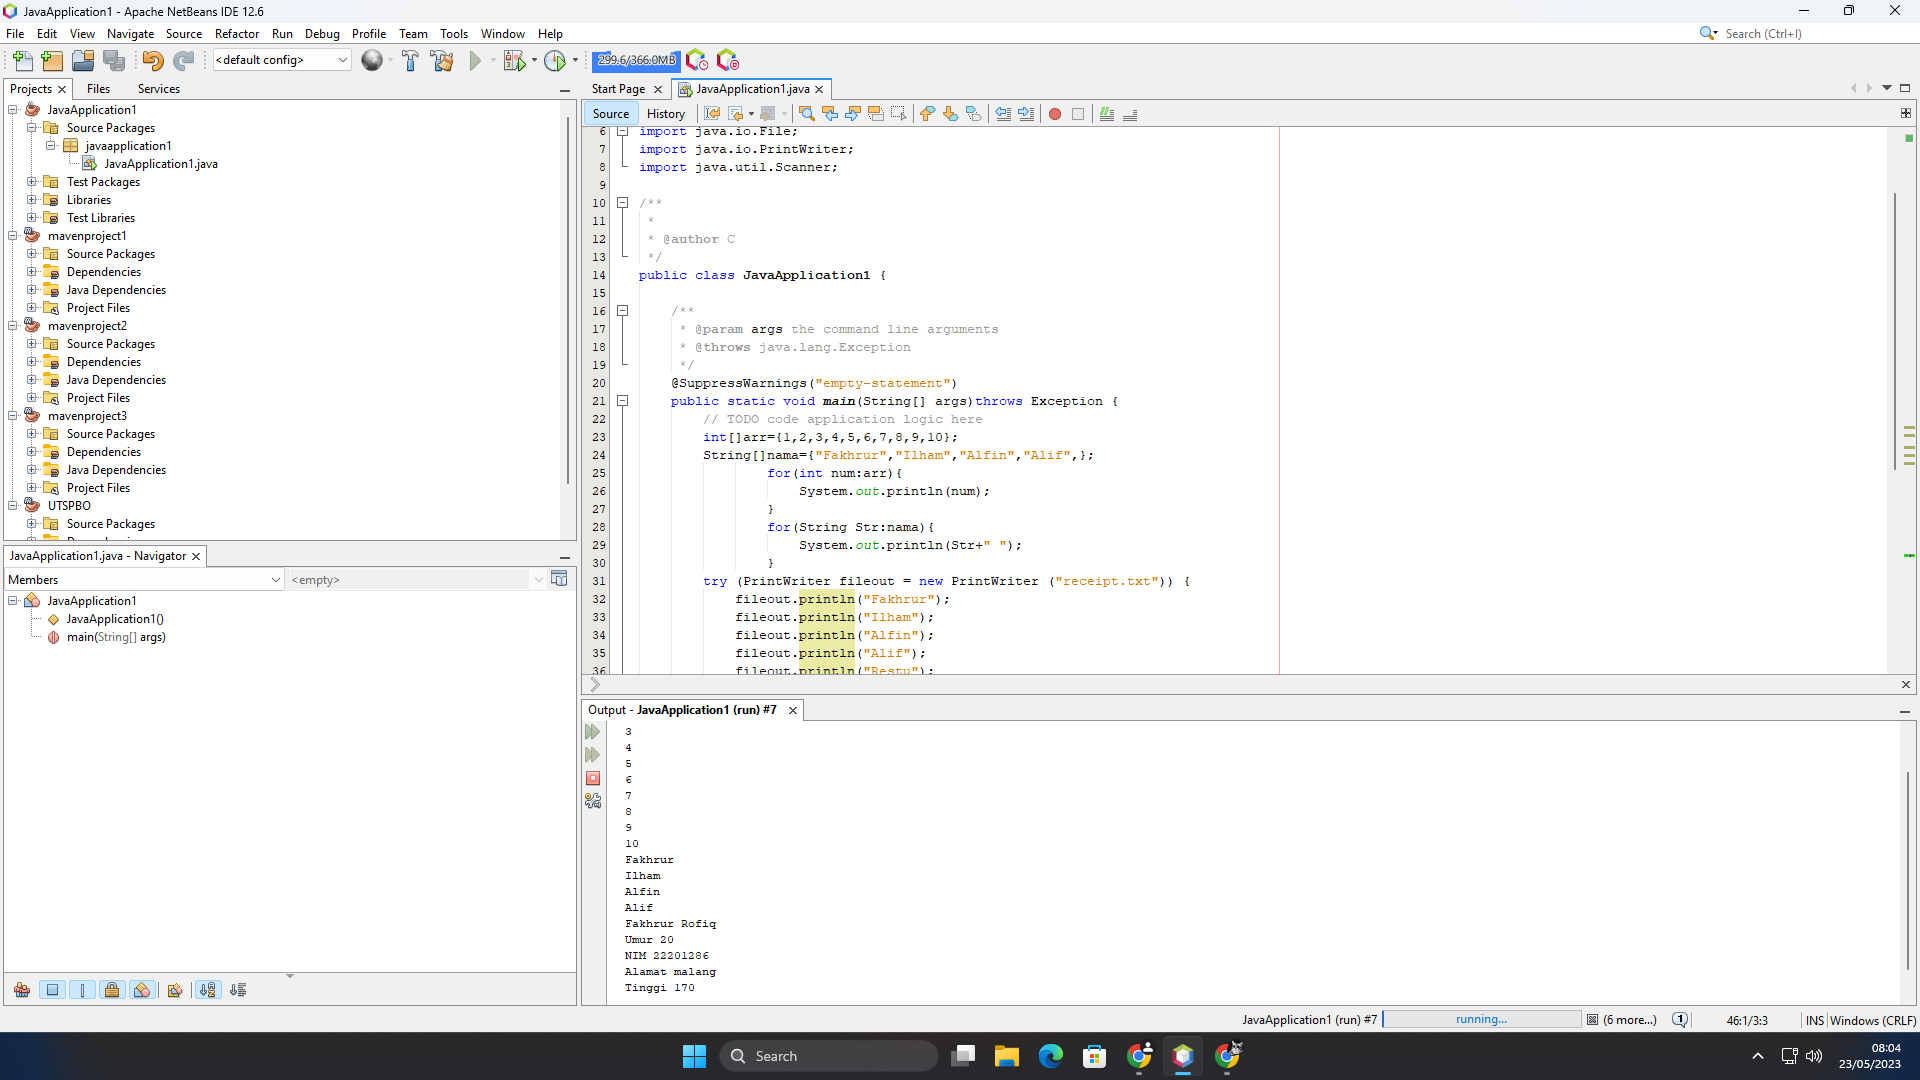 JavaApplication1 - Apache NetBeans IDE 12.6
File Edit View Navigate Source Refactor Run Debug Profile Team Tools Window Help
Search (Ctrl+I)
<default config>
299.6/366.0MB
Projects Files Services
JavaApplication1
Source Packages
javaapplication1
JavaApplication1.java
Test Packages
Libraries
Test Libraries
mavenproject1
Source Packages
Dependencies
Java Dependencies
Project Files
mavenproject2
Source Packages
Dependencies
Java Dependencies
Project Files
mavenproject3
Source Packages
Dependencies
Java Dependencies
Project Files
UTSPBO
Source Packages
JavaApplication1.java - Navigator
Members
<empty>
JavaApplication1
JavaApplication1()
main(String[] args)
Start Page JavaApplication1.java
Source History
6 import java.io.File;
7 import java.io.PrintWriter;
8 import java.util.Scanner;
9
10 /**
11 *
12 * @author C
13 */
14 public class JavaApplication1 {
15
16 /**
17 * @param args the command line arguments
18 * @throws java.lang.Exception
19 */
20 @SuppressWarnings("empty-statement")
21 public static void main(String[] args)throws Exception {
22 // TODO code application logic here
23 int[]arr={1,2,3,4,5,6,7,8,9,10};
24 String[]nama={"Fakhrur","Ilham","Alfin","Alif",};
25 for(int num:arr){
26 System.out.println(num);
27 }
28 for(String Str:nama){
29 System.out.println(Str+" ");
30 }
31 try (PrintWriter fileout = new PrintWriter ("receipt.txt")) {
32 fileout.println("Fakhrur");
33 fileout.println("Ilham");
34 fileout.println("Alfin");
35 fileout.println("Alif");
36 fileout.println("Restu");
Output - JavaApplication1 (run) #7
3
4
5
6
7
8
9
10
Fakhrur
Ilham
Alfin
Alif
Fakhrur Rofiq
Umur 20
NIM 22201286
Alamat malang
Tinggi 170
JavaApplication1 (run) #7 running... (6 more...) 1 46:1/3:3 INS Windows (CRLF)
Search
08:04
23/05/2023